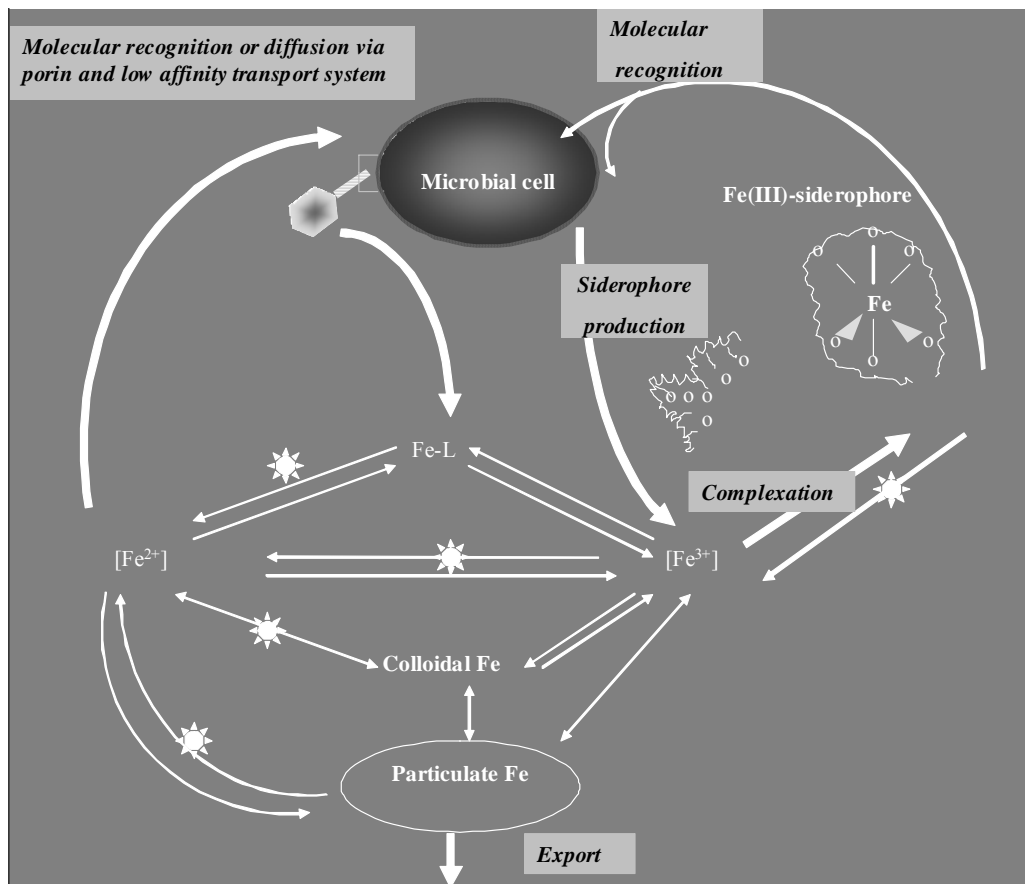 Molecular recognition or diffusion via
porin and low affinity transport system
Molecular
recognition
Microbial cell
Fe(III)-siderophore
O
O
O
Fe
O
O
O
Siderophore
production
O
O
O O O
O
Fe-L
Complexation
[Fe²⁺]
[Fe³⁺]
Colloidal Fe
Particulate Fe
Export